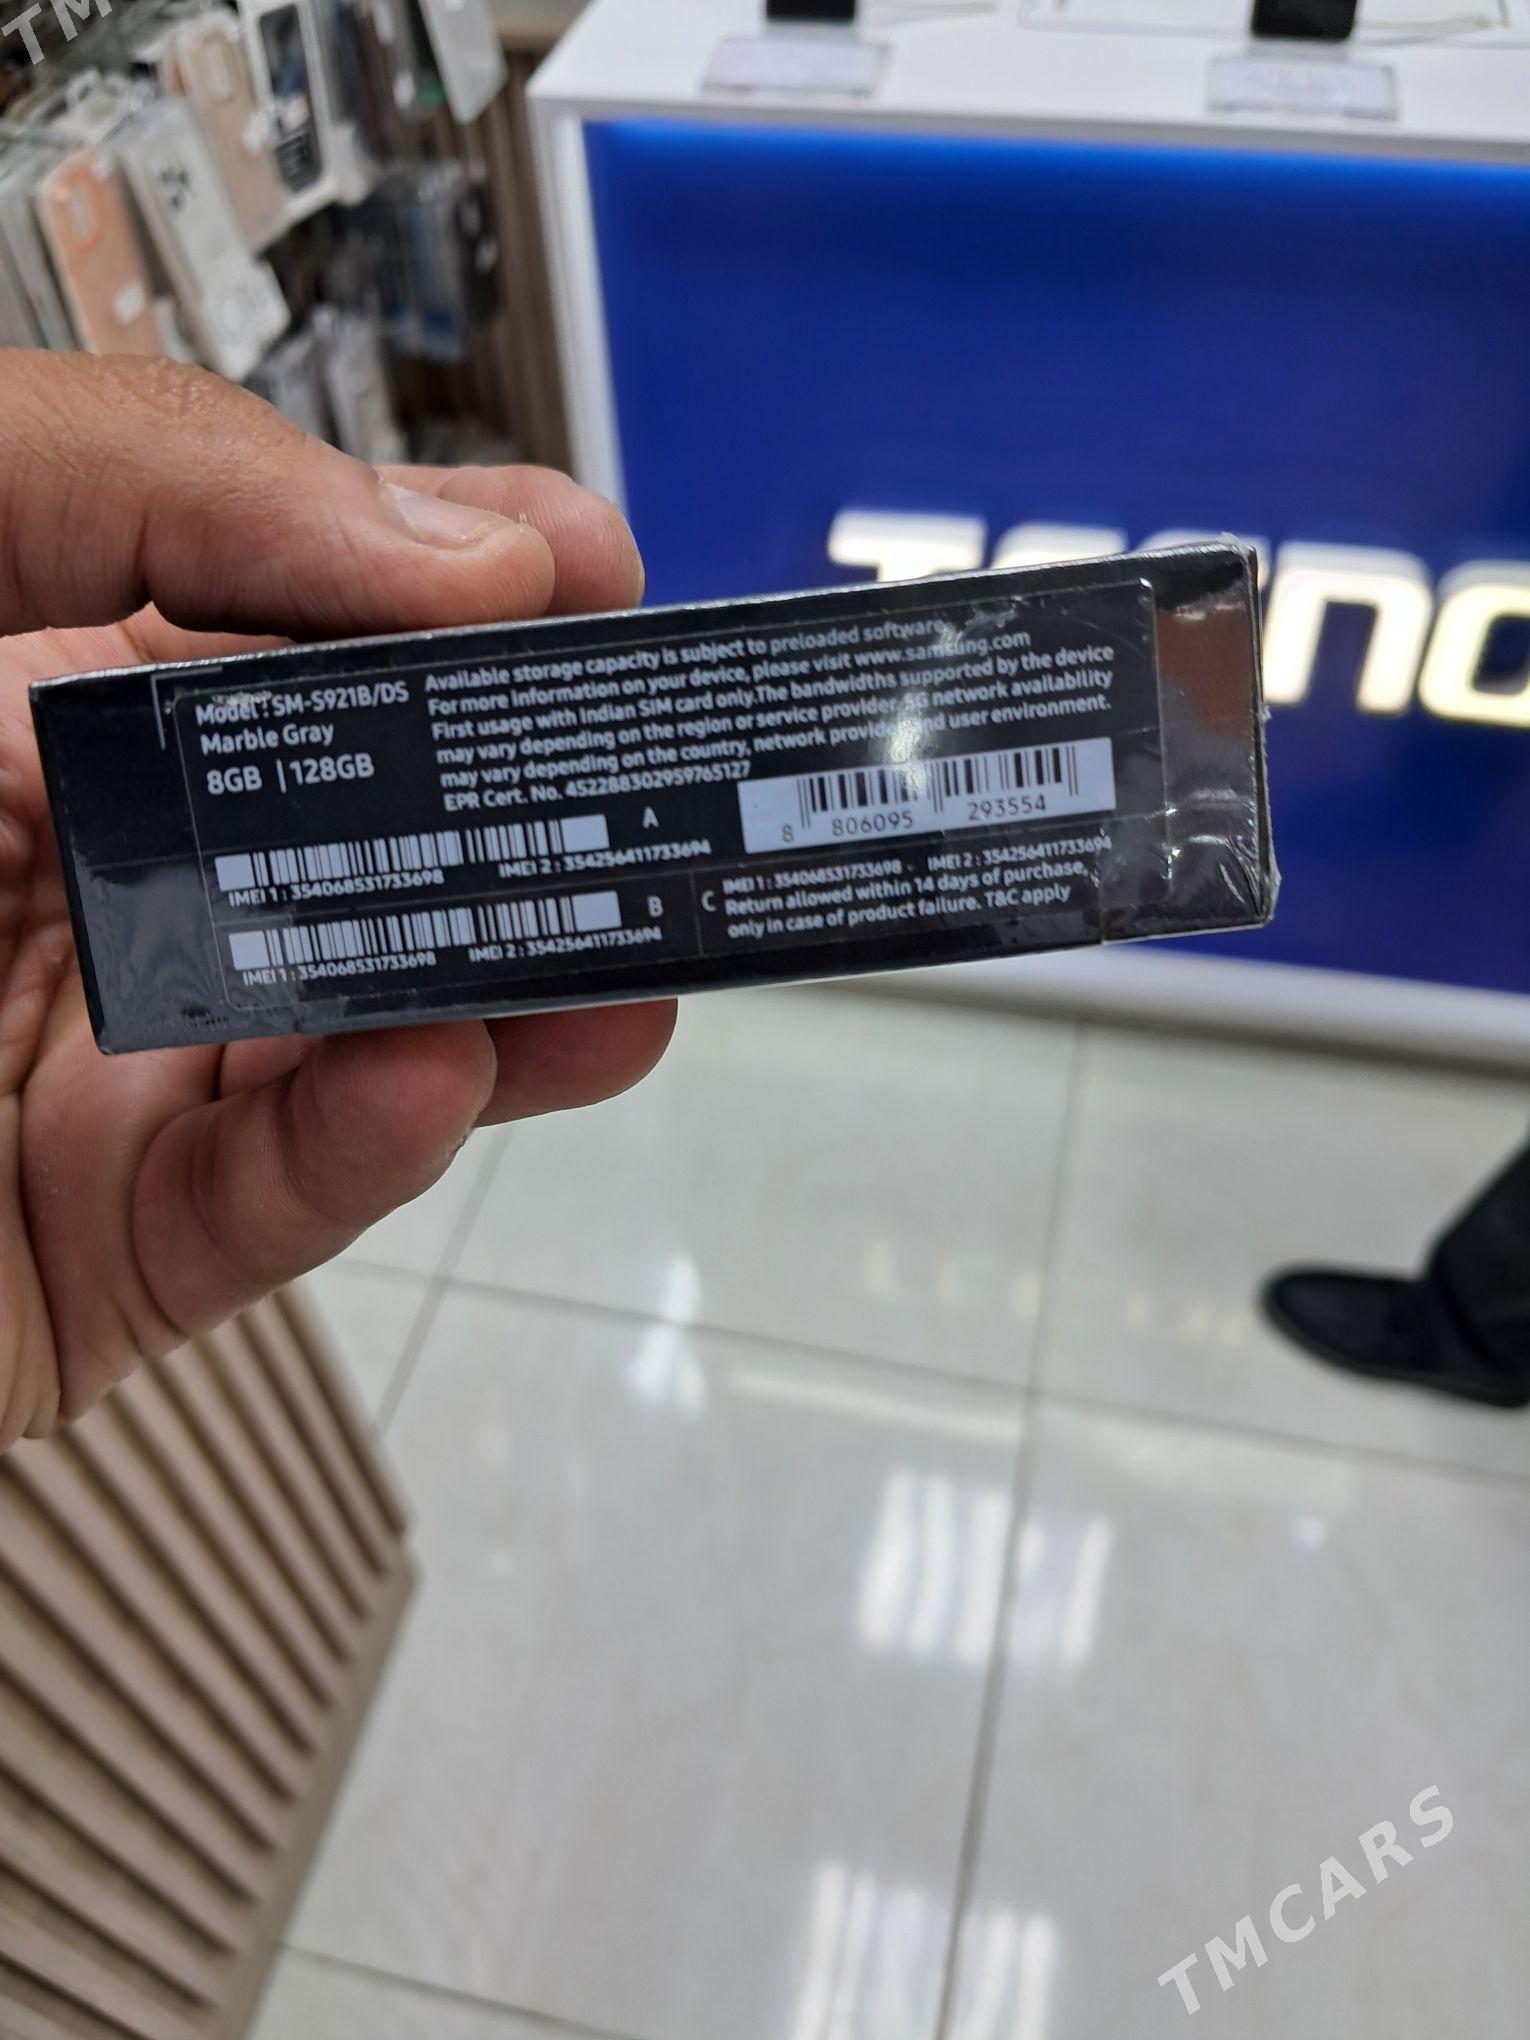 TM
TECNO
Model : SM-S921B/DS
Marble Gray
8GB | 128GB
Available storage capacity is subject to preloaded software.
For more information on your device, please visit www.samsung.com
First usage with Indian SIM card only.The bandwidths supported by the device
may vary depending on the region or service provider. 5G network availability
may vary depending on the country, network provider and user environment.
EPR Cert. No. 4522883029S9765127
A
IMEI 1 : 354068531733698 IMEI 2 : 354256411733694
8 806095 293554
B
IMEI 1 : 354068531733698 IMEI 2 : 354256411733694
C IMEI 1 : 354068531733698 - IMEI 2 : 354256411733694
Return allowed within 14 days of purchase,
only in case of product failure. T&C apply
TMCARS